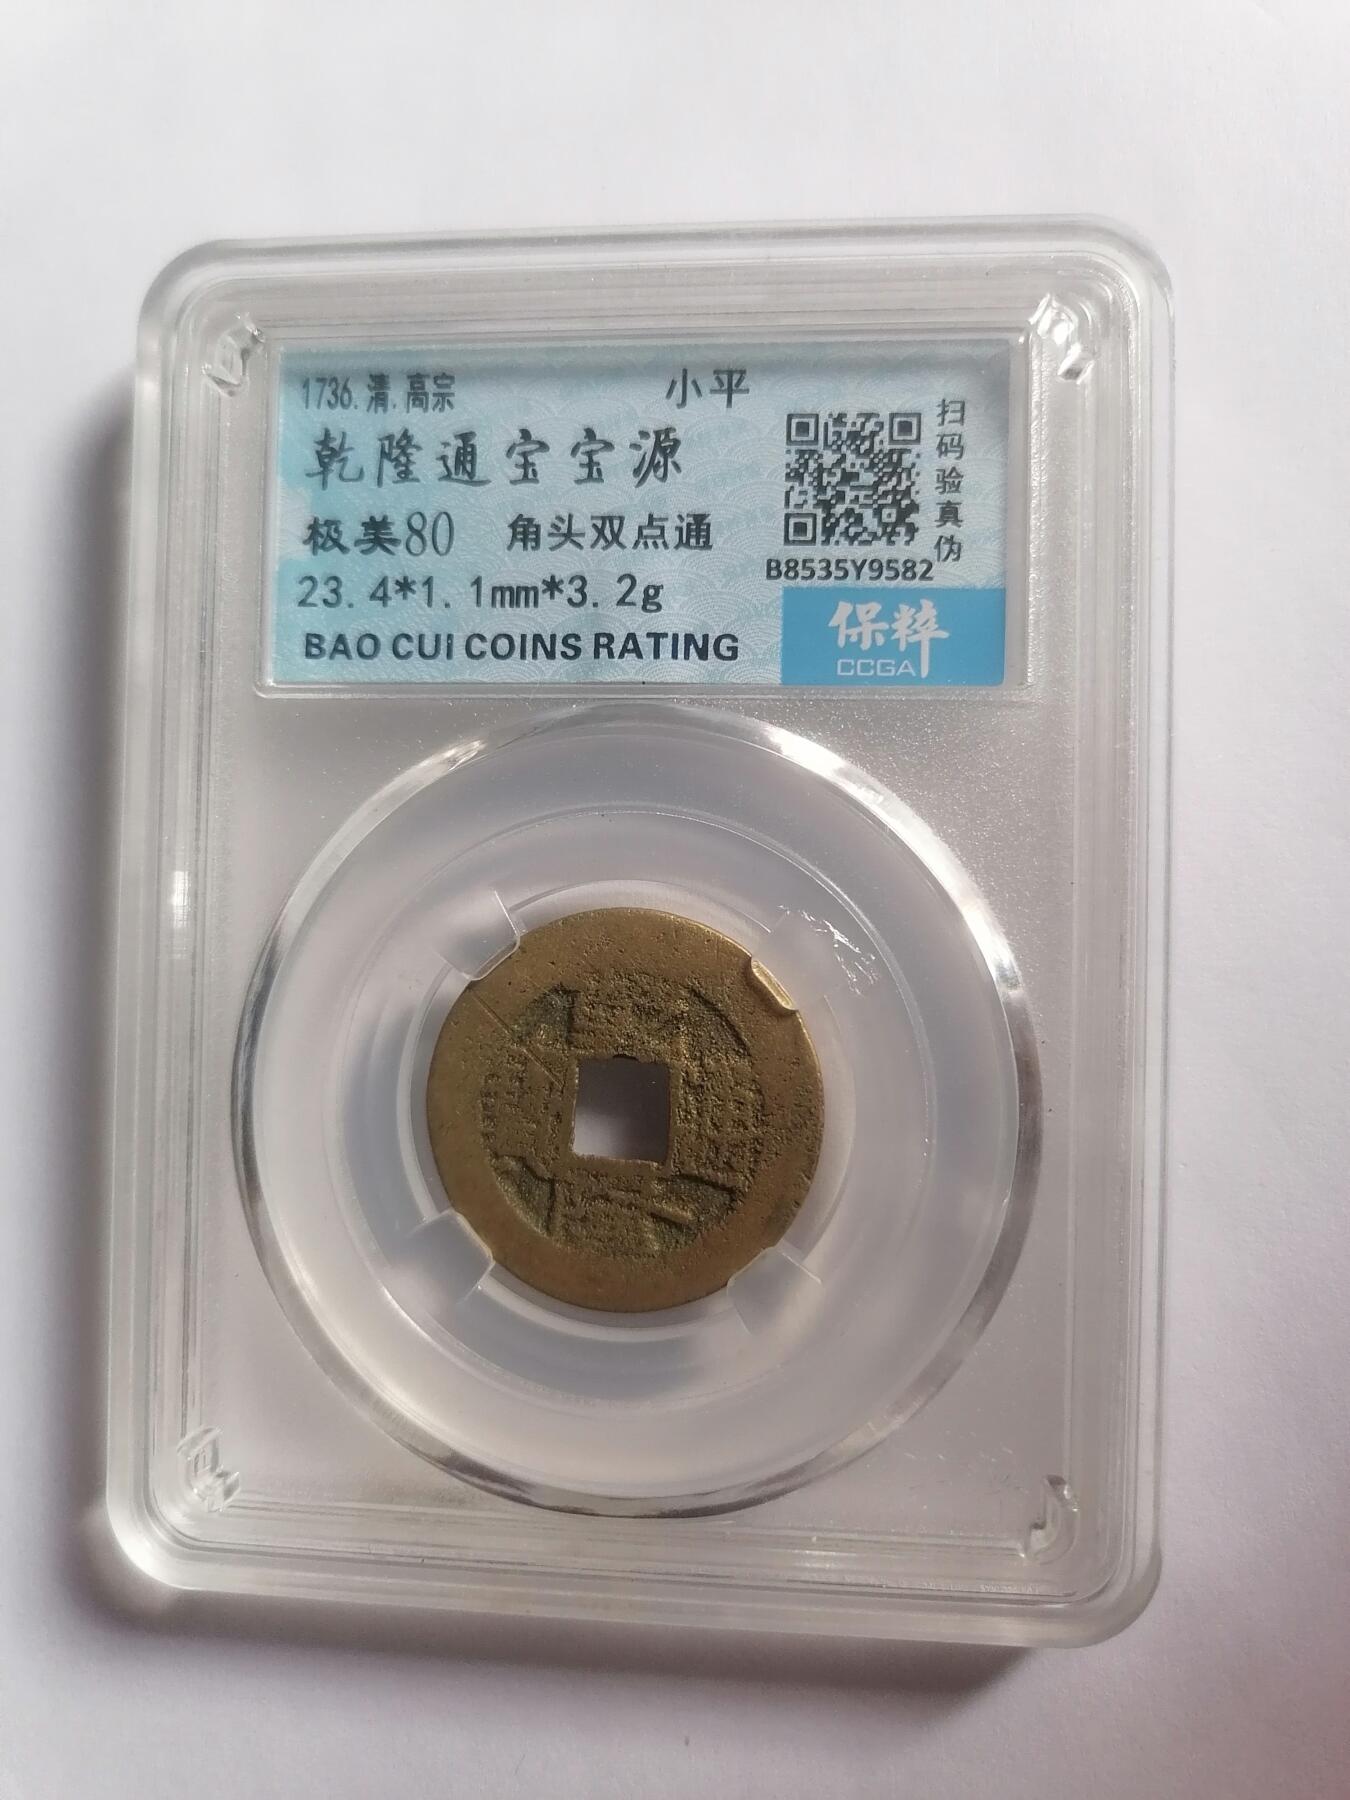 1736.清.高宗 小平
乾隆通宝宝源
极美80 角头双点通
23.4*1.1mm*3.2g
BAO CUI COINS RATING
扫码验真伪
B8535Y9582
保粹
CCGA